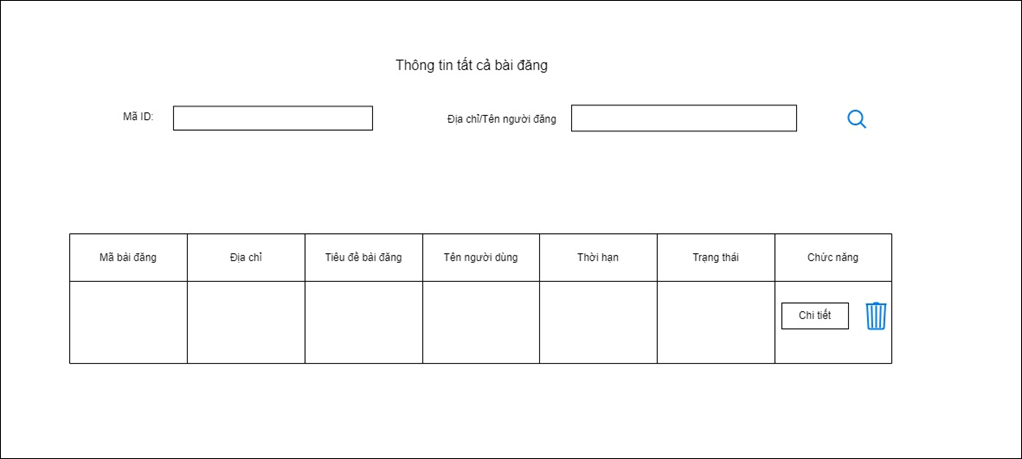 Thông tin tất cả bài đăng
Mã ID:
Địa chỉ/Tên người đăng
Mã bài đăng
Địa chỉ
Tiêu đề bài đăng
Tên người dùng
Thời hạn
Trạng thái
Chức năng
Chi tiết